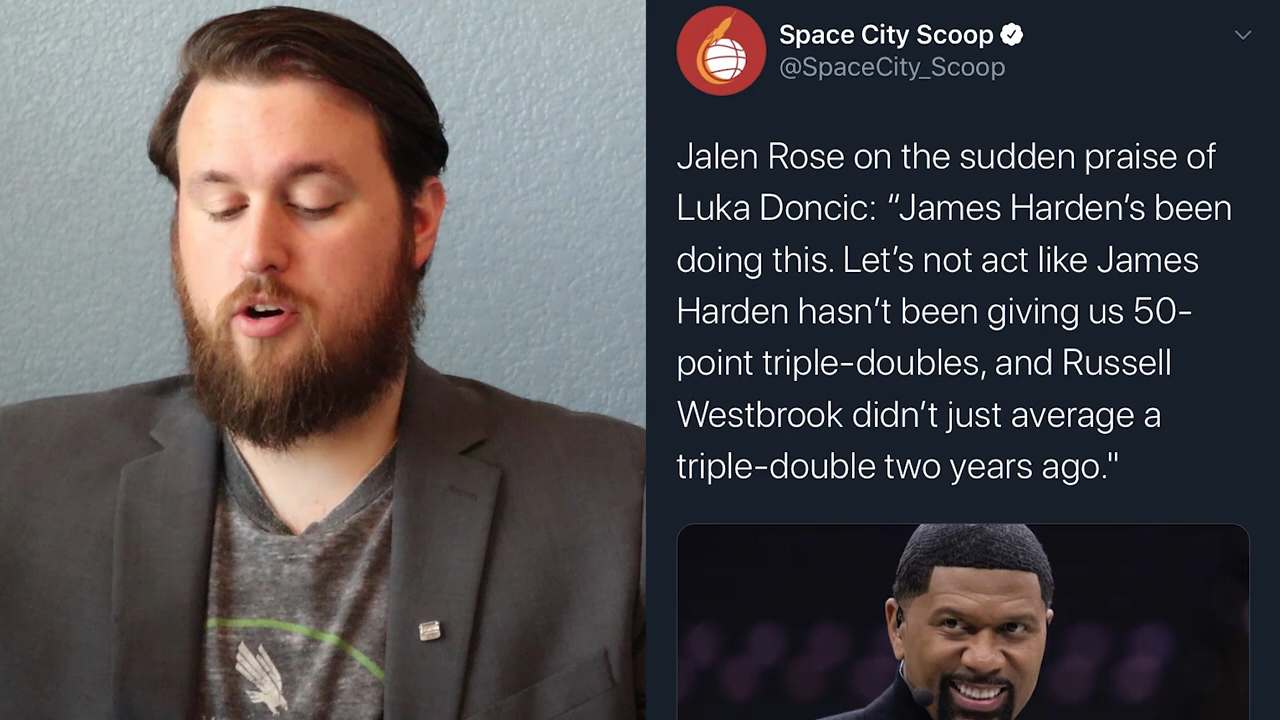 Space City Scoop
@SpaceCity_Scoop
Jalen Rose on the sudden praise of
Luka Doncic: “James Harden’s been
doing this. Let’s not act like James
Harden hasn’t been giving us 50-
point triple-doubles, and Russell
Westbrook didn’t just average a
triple-double two years ago."